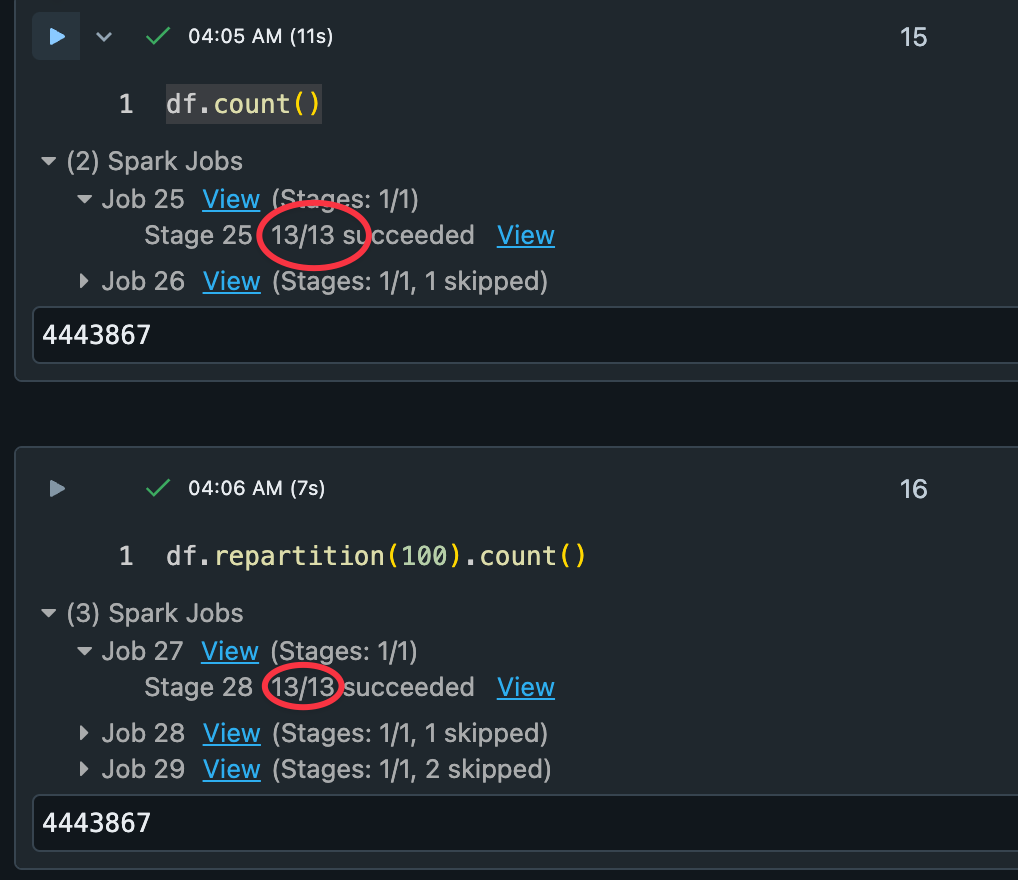 04:05 AM (11s) 15
1 df.count()
(2) Spark Jobs
Job 25 View (Stages: 1/1)
Stage 25 13/13 succeeded View
Job 26 View (Stages: 1/1, 1 skipped)
4443867
04:06 AM (7s) 16
1 df.repartition(100).count()
(3) Spark Jobs
Job 27 View (Stages: 1/1)
Stage 28 13/13 succeeded View
Job 28 View (Stages: 1/1, 1 skipped)
Job 29 View (Stages: 1/1, 2 skipped)
4443867